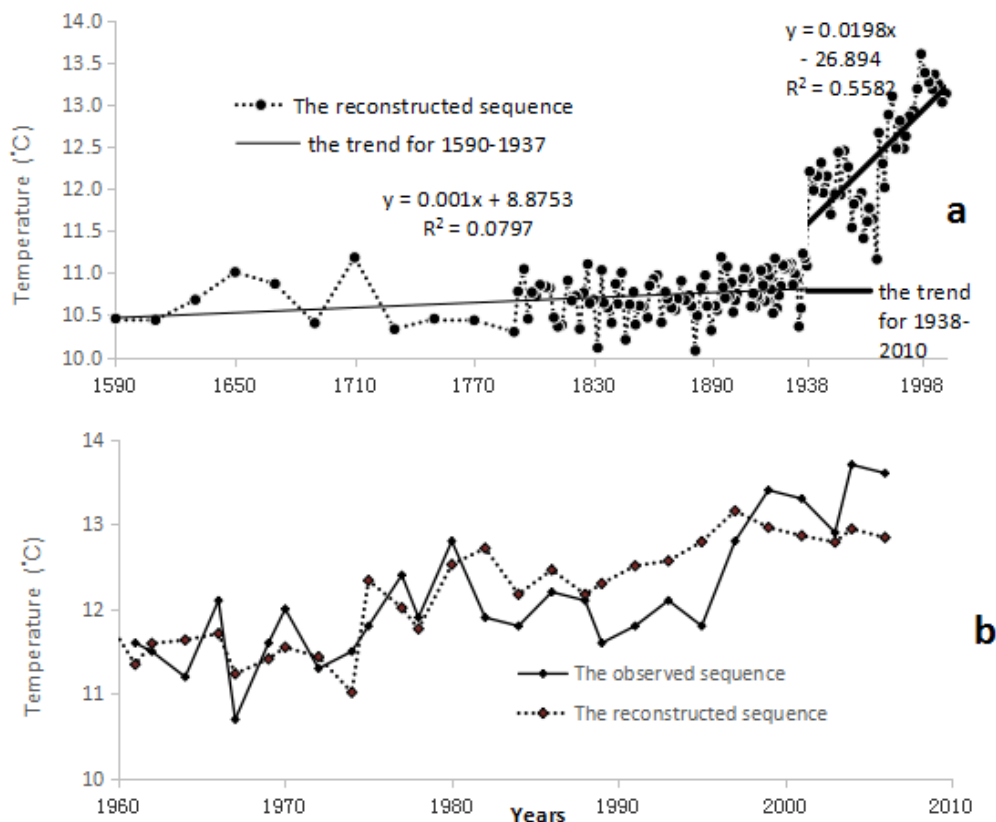 14.0
13.5
13.0
12.5
12.0
11.5
11.0
10.5
10.0
Temperature (℃)
y = 0.0198x
- 26.894
R² = 0.5582
The reconstructed sequence
the trend for 1590-1937
y = 0.001x + 8.8753
R² = 0.0797
a
the trend
for 1938-
2010
1590 1650 1710 1770 1830 1890 1938 1998
14
13
12
11
10
Temperature (℃)
b
The observed sequence
The reconstructed sequence
1960 1970 1980 1990 2000 2010
Years